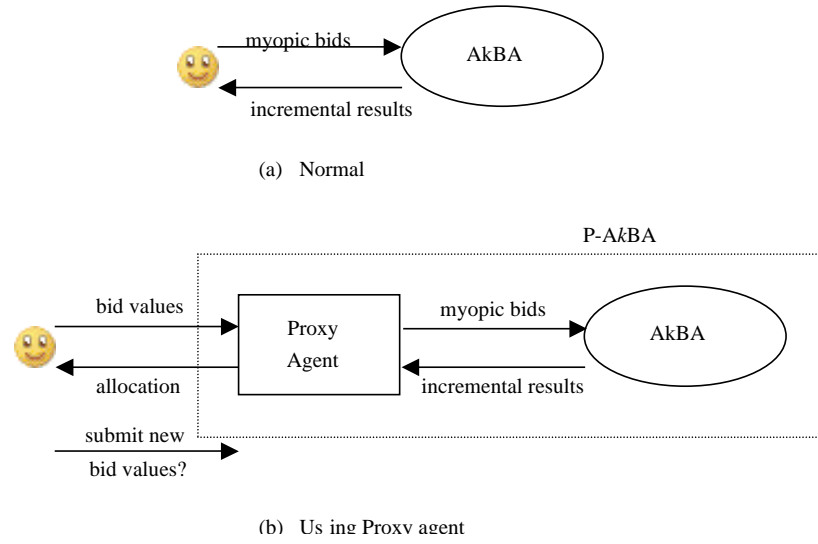 myopic bids
AkBA
incremental results
(a) Normal
P-AkBA
bid values
Proxy
Agent
myopic bids
AkBA
allocation
incremental results
submit new
bid values?
(b) Us ing Proxy agent